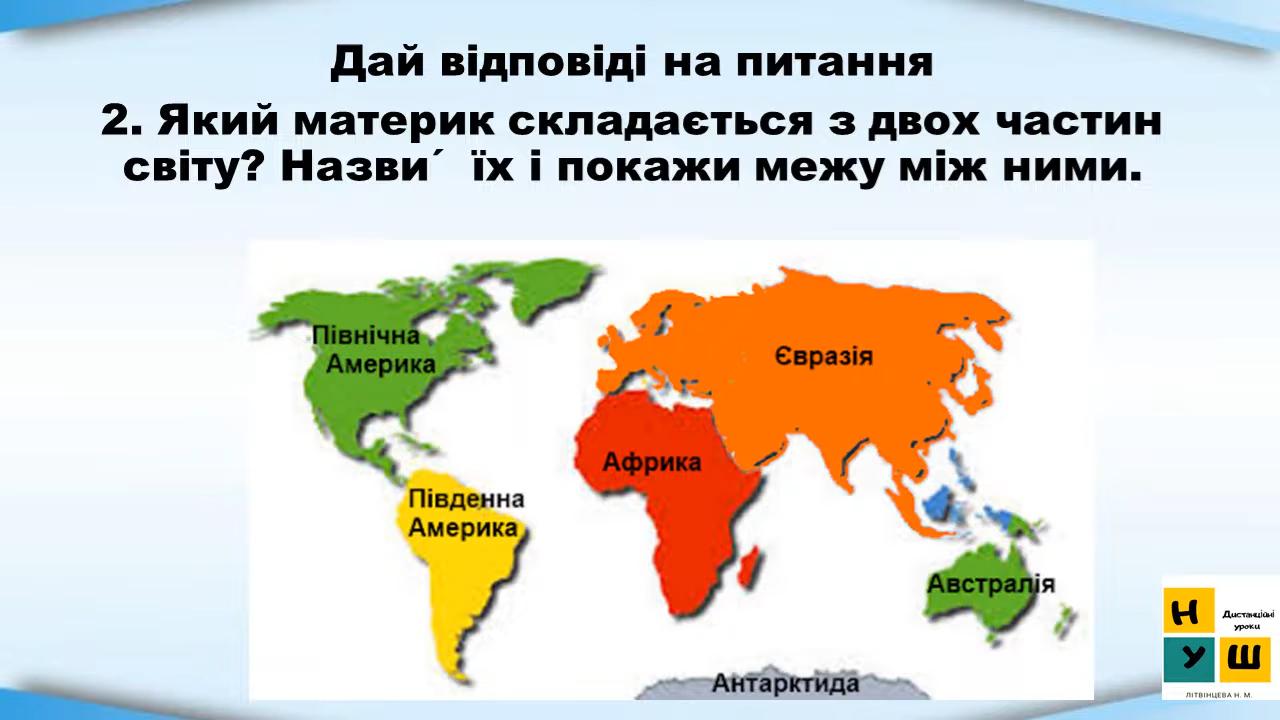 Дай відповіді на питання
2. Який материк складається з двох частин
світу? Назви´ їх і покажи межу між ними.
Північна
Америка
Євразія
Африка
Південна
Америка
Австралія
Антарктида
Н
Дистанційні
уроки
У Ш
ЛІТВІНЦЕВА Н. М.